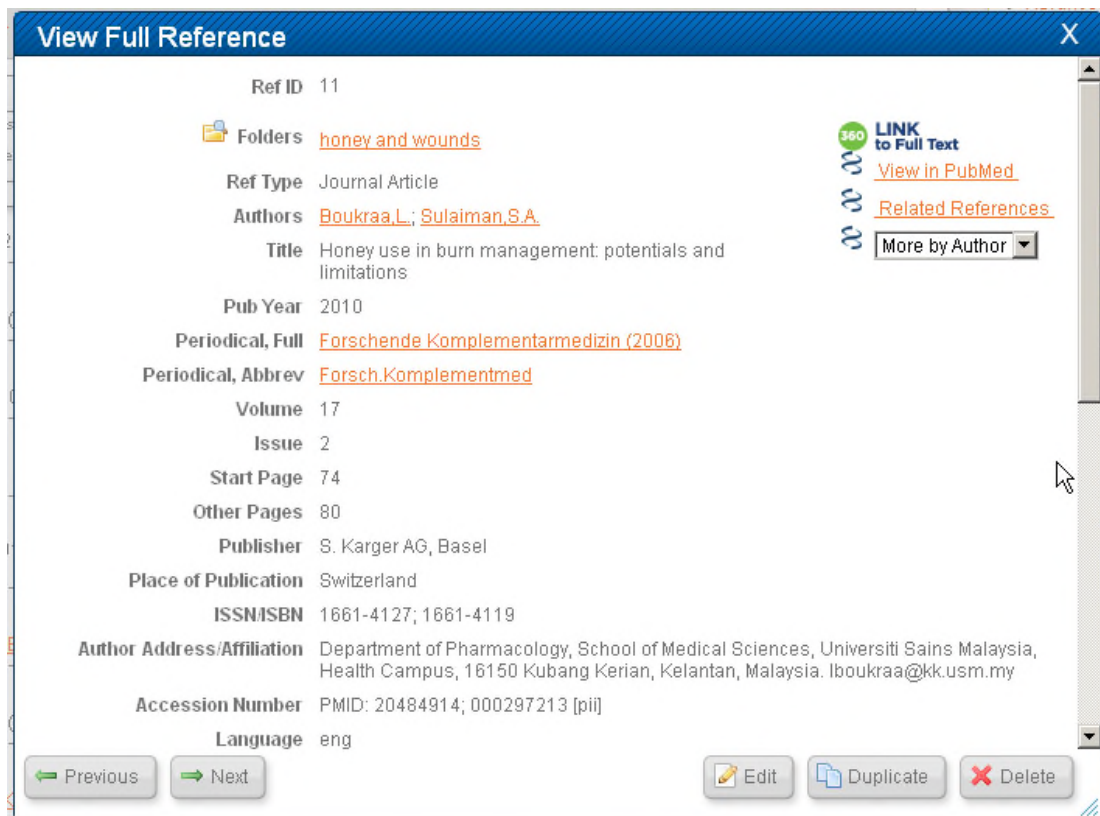 View Full Reference X
Ref ID 11
Folders honey and wounds
Ref Type Journal Article
Authors Boukraa,L.; Sulaiman,S.A.
Title Honey use in burn management: potentials and
limitations
Pub Year 2010
Periodical, Full Forschende Komplementarmedizin (2006)
Periodical, Abbrev Forsch.Komplementmed
Volume 17
Issue 2
Start Page 74
Other Pages 80
Publisher S. Karger AG, Basel
Place of Publication Switzerland
ISSN/ISBN 1661-4127; 1661-4119
Author Address/Affiliation Department of Pharmacology, School of Medical Sciences, Universiti Sains Malaysia,
Health Campus, 16150 Kubang Kerian, Kelantan, Malaysia. lboukraa@kk.usm.my
Accession Number PMID: 20484914; 000297213 [pii]
Language eng
360 LINK
to Full Text
View in PubMed
Related References
More by Author
Previous Next Edit Duplicate Delete